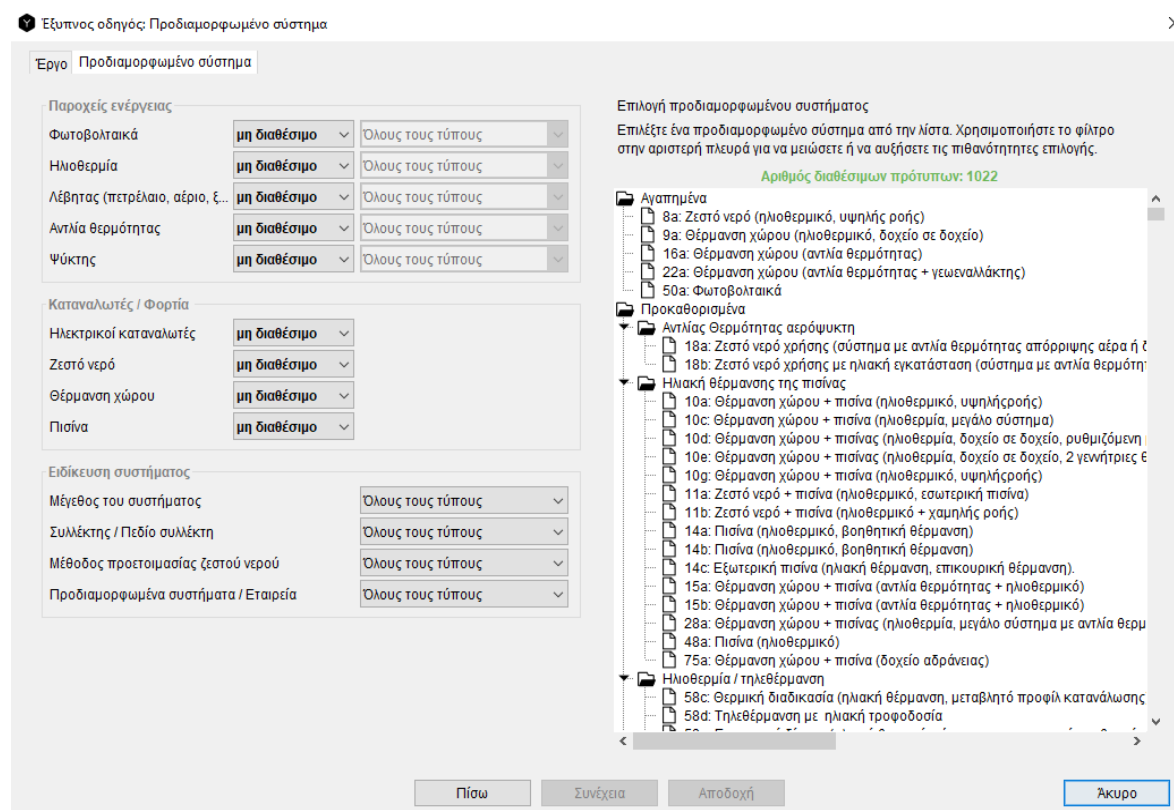 Έξυπνος οδηγός: Προδιαμορφωμένο σύστημα
Έργο Προδιαμορφωμένο σύστημα
Παροχείς ενέργειας
Φωτοβολταικά μη διαθέσιμο Όλους τους τύπους
Ηλιοθερμία μη διαθέσιμο Όλους τους τύπους
Λέβητας (πετρέλαιο, αέριο, ξ... μη διαθέσιμο Όλους τους τύπους
Αντλία θερμότητας μη διαθέσιμο Όλους τους τύπους
Ψύκτης μη διαθέσιμο Όλους τους τύπους
Καταναλωτές / Φορτία
Ηλεκτρικοί καταναλωτές μη διαθέσιμο
Ζεστό νερό μη διαθέσιμο
Θέρμανση χώρου μη διαθέσιμο
Πισίνα μη διαθέσιμο
Ειδίκευση συστήματος
Μέγεθος του συστήματος Όλους τους τύπους
Συλλέκτης / Πεδίο συλλέκτη Όλους τους τύπους
Μέθοδος προετοιμασίας ζεστού νερού Όλους τους τύπους
Προδιαμορφωμένα συστήματα / Εταιρεία Όλους τους τύπους
Επιλογή προδιαμορφωμένου συστήματος
Επιλέξτε ένα προδιαμορφωμένο σύστημα από την λίστα. Χρησιμοποιήστε το φίλτρο
στην αριστερή πλευρά για να μειώσετε ή να αυξήσετε τις πιθανότητες επιλογής.
Αριθμός διαθέσιμων πρότυπων: 1022
Αγαπημένα
8a: Ζεστό νερό (ηλιοθερμικό, υψηλής ροής)
9a: Θέρμανση χώρου (ηλιοθερμικό, δοχείο σε δοχείο)
16a: Θέρμανση χώρου (αντλία θερμότητας)
22a: Θέρμανση χώρου (αντλία θερμότητας + γεωεναλλάκτης)
50a: Φωτοβολταικά
Προκαθορισμένα
Αντλίας Θερμότητας αερόψυκτη
18a: Ζεστό νερό χρήσης (σύστημα με αντλία θερμότητας απόρριψης αέρα ή δ
18b: Ζεστό νερό χρήσης με ηλιακή εγκατάσταση (σύστημα με αντλία θερμότη
Ηλιακή θέρμανσης της πισίνας
10a: Θέρμανση χώρου + πισίνα (ηλιοθερμικό, υψηλήςροής)
10c: Θέρμανση χώρου + πισίνα (ηλιοθερμία, μεγάλο σύστημα)
10d: Θέρμανση χώρου + πισίνας (ηλιοθερμία, δοχείο σε δοχείο, ρυθμιζόμενη
10e: Θέρμανση χώρου + πισίνας (ηλιοθερμία, δοχείο σε δοχείο, 2 γεννήτριες θ
10g: Θέρμανση χώρου + πισίνα (ηλιοθερμικό, υψηλήςροής)
11a: Ζεστό νερό + πισίνα (ηλιοθερμικό, εσωτερική πισίνα)
11b: Ζεστό νερό + πισίνα (ηλιοθερμικό + χαμηλής ροής)
14a: Πισίνα (ηλιοθερμικό, βοηθητική θέρμανση)
14b: Πισίνα (ηλιοθερμικό, βοηθητική θέρμανση)
14c: Εξωτερική πισίνα (ηλιακή θέρμανση, επικουρική θέρμανση).
15a: Θέρμανση χώρου + πισίνα (αντλία θερμότητας + ηλιοθερμικό)
15b: Θέρμανση χώρου + πισίνα (αντλία θερμότητας + ηλιοθερμικό)
28a: Θέρμανση χώρου + πισίνας (ηλιοθερμία, μεγάλο σύστημα με αντλία θερμ
48a: Πισίνα (ηλιοθερμικό)
75a: Θέρμανση χώρου + πισίνα (δοχείο αδράνειας)
Ηλιοθερμία / τηλεθέρμανση
58c: Θερμική διαδικασία (ηλιακή θέρμανση, μεταβλητό προφίλ κατανάλωσης
58d: Τηλεθέρμανση με ηλιακή τροφοδοσία
Πίσω Συνέχεια Αποδοχή Άκυρο